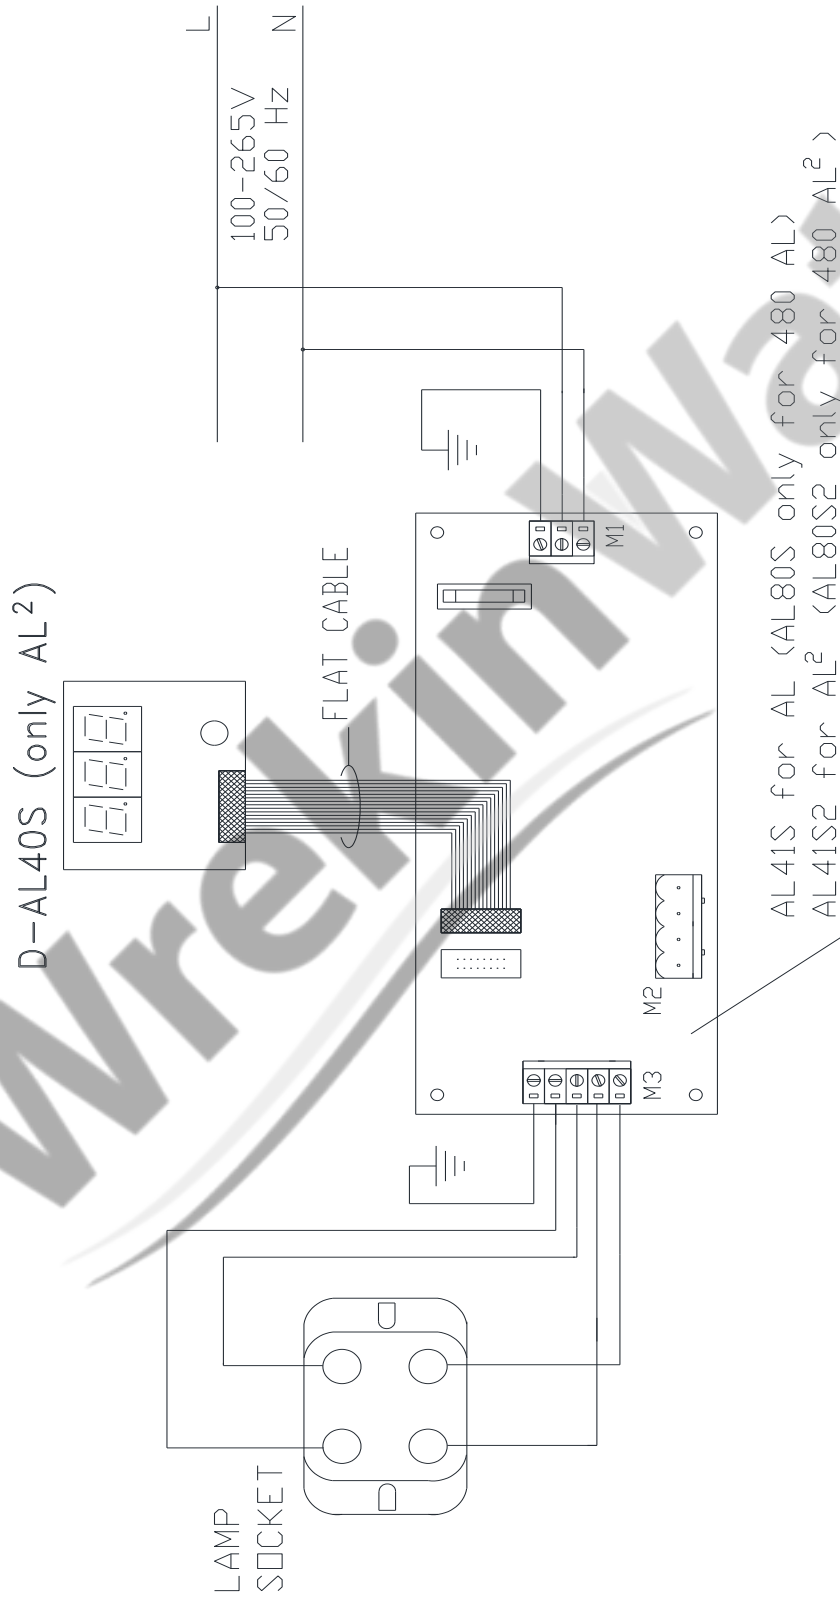 D-AL40S (only AL²)
L
100-265V
50/60 Hz
N
FLAT CABLE
M1
M2
M3
LAMP
SOCKET
AL41S for AL (AL80S only for 480 AL)
AL41S2 for AL² (AL80S2 only for 480 AL²)